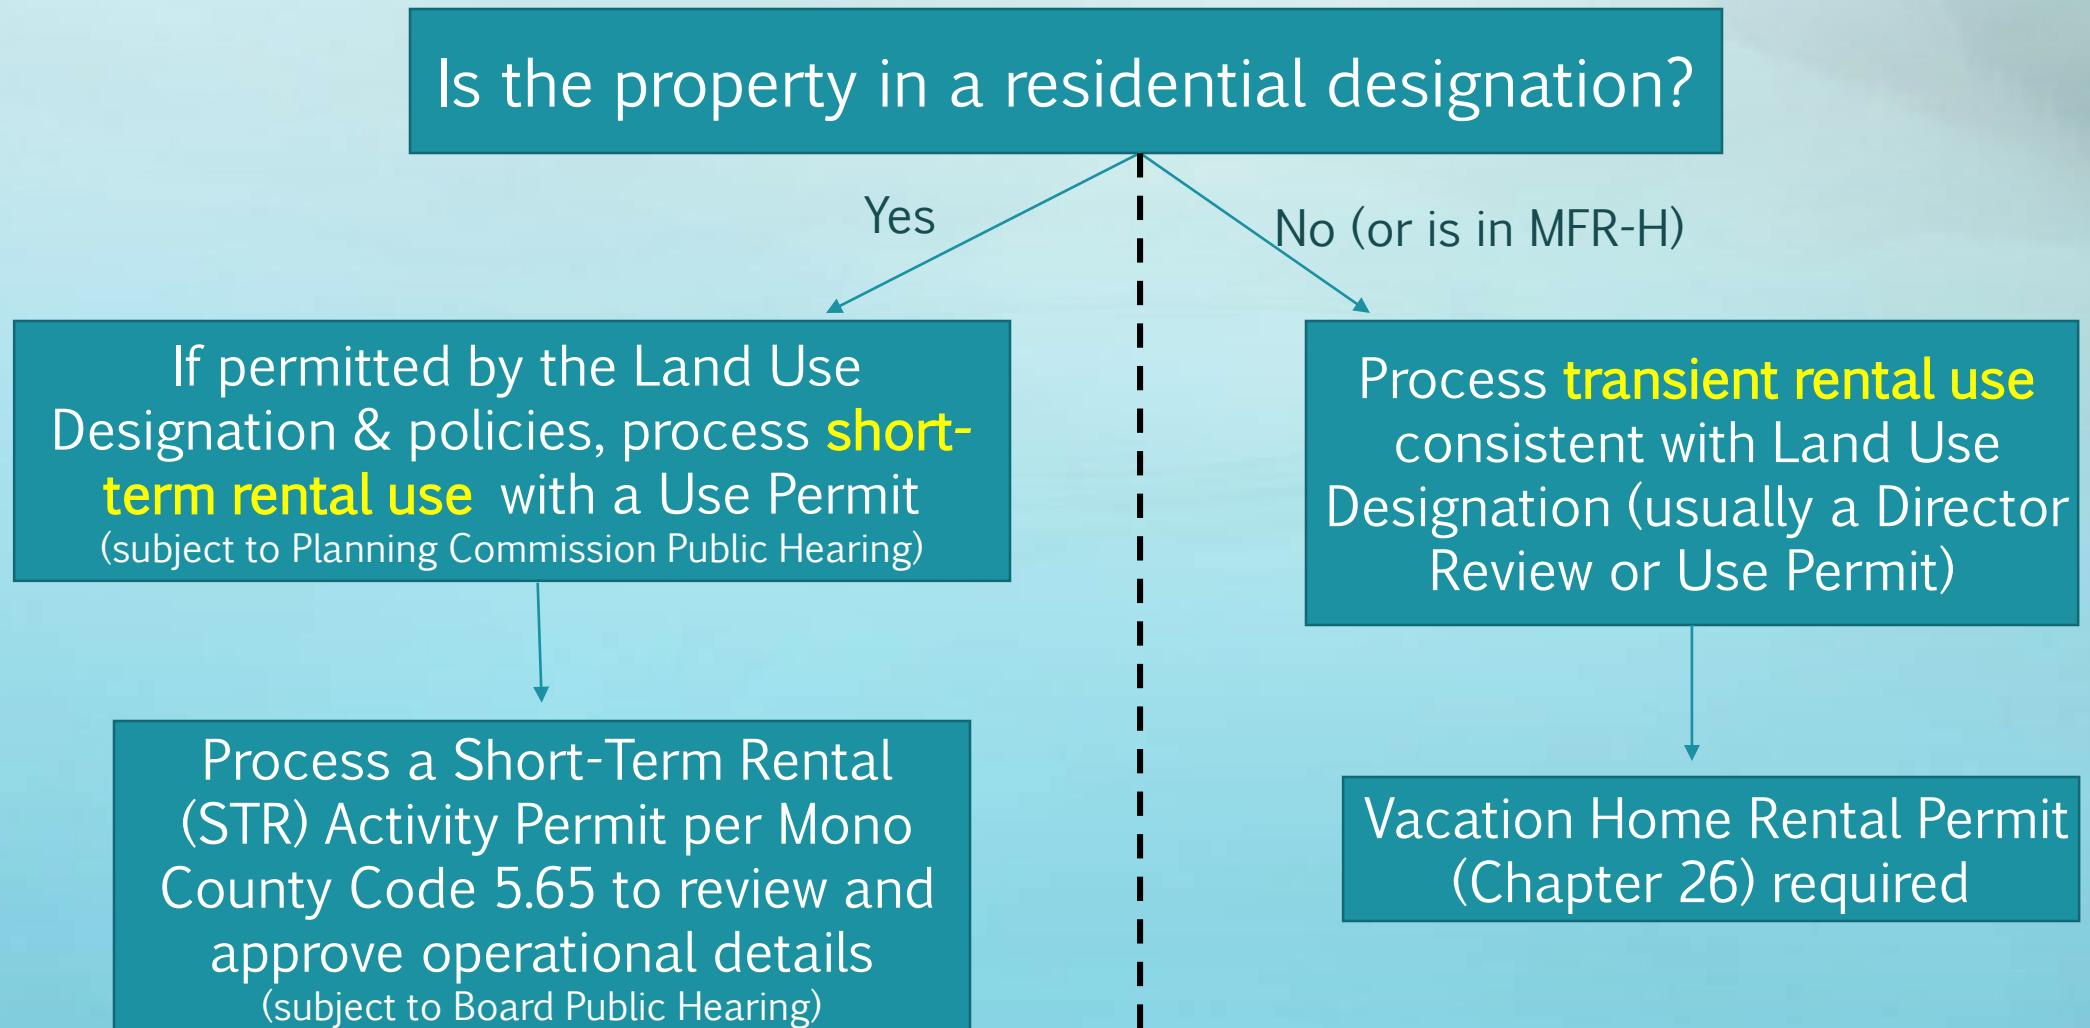 Is the property in a residential designation?
Yes
No (or is in MFR-H)
If permitted by the Land Use
Designation & policies, process short-
term rental use with a Use Permit
(subject to Planning Commission Public Hearing)
Process transient rental use
consistent with Land Use
Designation (usually a Director
Review or Use Permit)
Process a Short-Term Rental
(STR) Activity Permit per Mono
County Code 5.65 to review and
approve operational details
(subject to Board Public Hearing)
Vacation Home Rental Permit
(Chapter 26) required